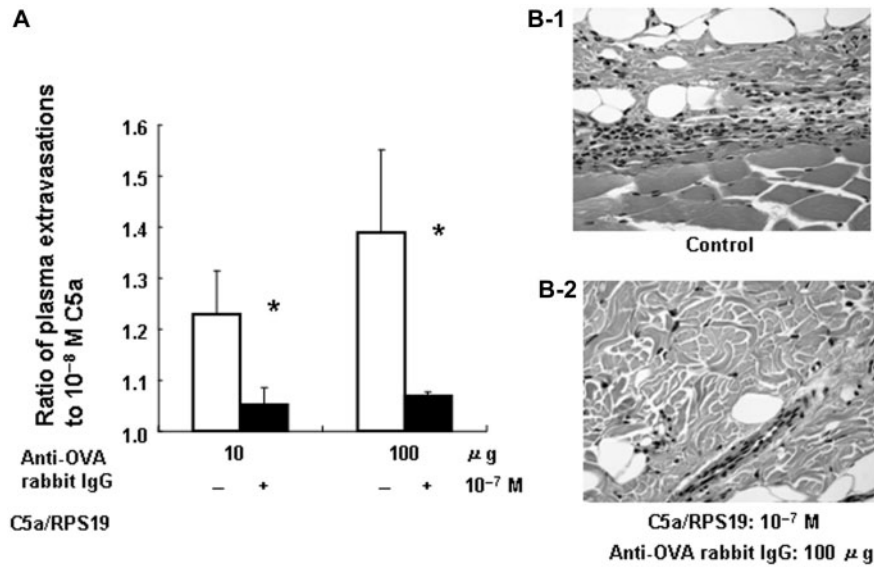 A
Ratio of plasma extravasations
to 10⁻⁸ M C5a
1.6
1.5
1.4
1.3
1.2
1.1
1.0
Anti-OVA
rabbit IgG
10
100
μg
− + − + 10⁻⁷ M
C5a/RPS19
*
*
B-1
Control
B-2
C5a/RPS19: 10⁻⁷ M
Anti-OVA rabbit IgG: 100 μg